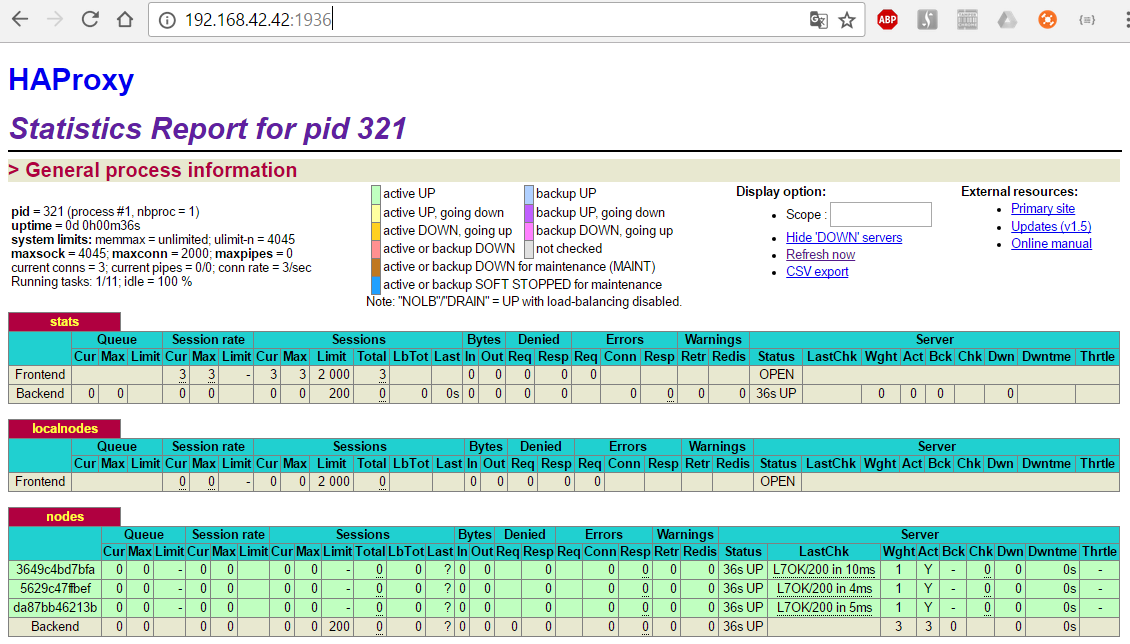 192.168.42.42:1936
ABP
HAProxy
Statistics Report for pid 321
> General process information
pid = 321 (process #1, nbproc = 1)
uptime = 0d 0h00m36s
system limits: memmax = unlimited; ulimit-n = 4045
maxsock = 4045; maxconn = 2000; maxpipes = 0
current conns = 3; current pipes = 0/0; conn rate = 3/sec
Running tasks: 1/11; idle = 100 %
active UP backup UP
active UP, going down backup UP, going down
active DOWN, going up backup DOWN, going up
active or backup DOWN not checked
active or backup DOWN for maintenance (MAINT)
active or backup SOFT STOPPED for maintenance
Note: "NOLB"/"DRAIN" = UP with load-balancing disabled.
Display option:
• Scope :
• Hide 'DOWN' servers
• Refresh now
• CSV export
External resources:
• Primary site
• Updates (v1.5)
• Online manual
stats
Queue Session rate Sessions Bytes Denied Errors Warnings Server
Cur Max Limit Cur Max Limit Cur Max Limit Total LbTot Last In Out Req Resp Req Conn Resp Retr Redis Status LastChk Wght Act Bck Chk Dwn Dwntme Thrtle
Frontend 3 3 - 3 3 2 000 3 0 0 0 0 0 OPEN
Backend 0 0 0 0 0 0 200 0 0 0s 0 0 0 0 0 0 0 0 36s UP 0 0 0 0
localnodes
Queue Session rate Sessions Bytes Denied Errors Warnings Server
Cur Max Limit Cur Max Limit Cur Max Limit Total LbTot Last In Out Req Resp Req Conn Resp Retr Redis Status LastChk Wght Act Bck Chk Dwn Dwntme Thrtle
Frontend 0 0 - 0 0 2 000 0 0 0 0 0 0 OPEN
nodes
Queue Session rate Sessions Bytes Denied Errors Warnings Server
Cur Max Limit Cur Max Limit Cur Max Limit Total LbTot Last In Out Req Resp Req Conn Resp Retr Redis Status LastChk Wght Act Bck Chk Dwn Dwntme Thrtle
3649c4bd7bfa 0 0 - 0 0 0 0 - 0 0 ? 0 0 0 0 0 0 0 36s UP L7OK/200 in 10ms 1 Y - 0 0 0s -
5629c47ffbef 0 0 - 0 0 0 0 - 0 0 ? 0 0 0 0 0 0 0 36s UP L7OK/200 in 4ms 1 Y - 0 0 0s -
da87bb46213b 0 0 - 0 0 0 0 - 0 0 ? 0 0 0 0 0 0 0 36s UP L7OK/200 in 5ms 1 Y - 0 0 0s -
Backend 0 0 0 0 0 0 200 0 0 ? 0 0 0 0 0 0 0 0 36s UP 3 3 0 0 0s